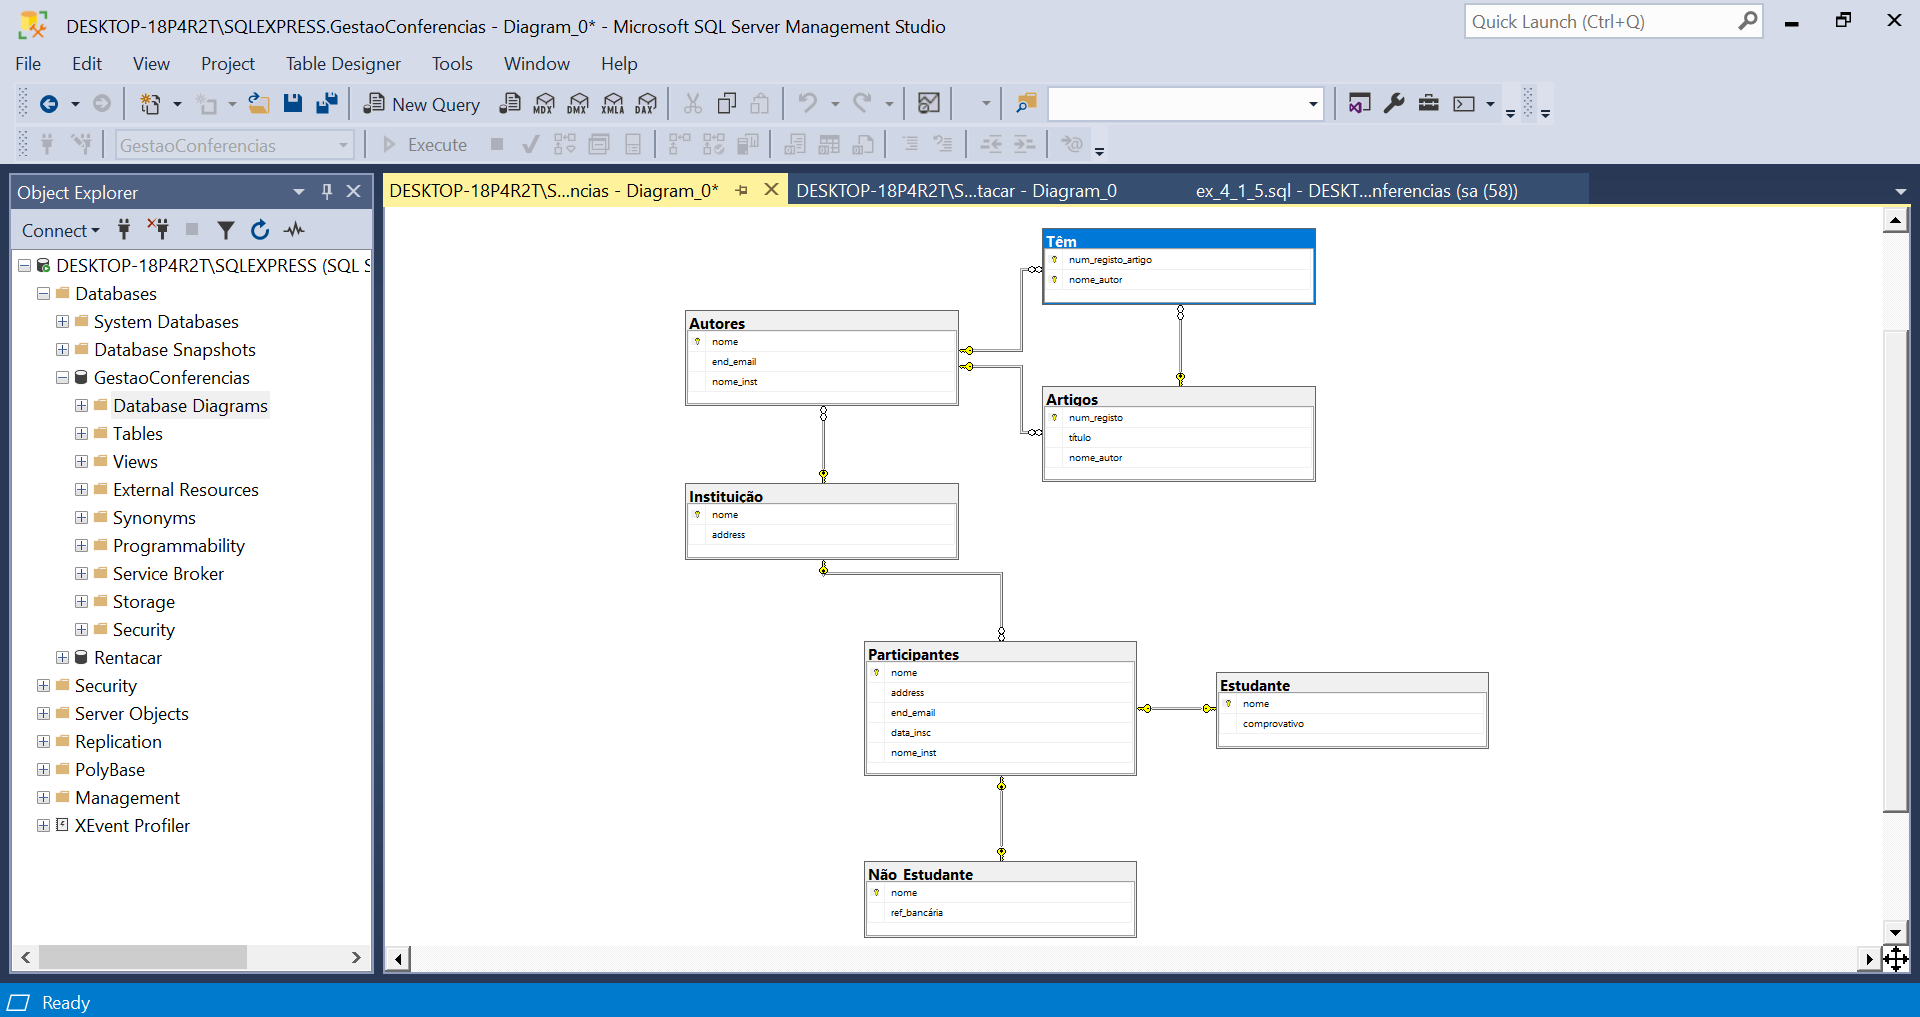 DESKTOP-18P4R2T\SQLEXPRESS.GestaoConferencias - Diagram_0* - Microsoft SQL Server Management Studio
Quick Launch (Ctrl+Q)
File Edit View Project Table Designer Tools Window Help
New Query MDX DMX XMLA DAX
GestaoConferencias Execute
Object Explorer
DESKTOP-18P4R2T\S...ncias - Diagram_0*
DESKTOP-18P4R2T\S...tacar - Diagram_0
ex_4_1_5.sql - DESKT...nferencias (sa (58))
Connect
DESKTOP-18P4R2T\SQLEXPRESS (SQL S
Databases
System Databases
Database Snapshots
GestaoConferencias
Database Diagrams
Tables
Views
External Resources
Synonyms
Programmability
Service Broker
Storage
Security
Rentacar
Security
Server Objects
Replication
PolyBase
Management
XEvent Profiler
Têm
num_registo_artigo
nome_autor
Autores
nome
end_email
nome_inst
Artigos
num_registo
título
nome_autor
Instituição
nome
address
Participantes
nome
address
end_email
data_insc
nome_inst
Estudante
nome
comprovativo
Não_Estudante
nome
ref_bancária
Ready